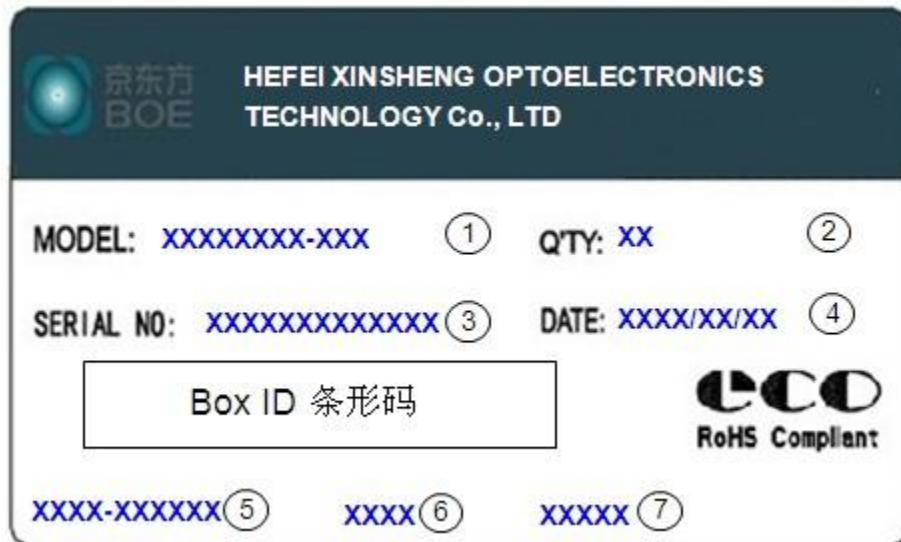 京东方
BOE
HEFEI XINSHENG OPTOELECTRONICS
TECHNOLOGY Co., LTD
MODEL: XXXXXXXX-XXX ① Q'TY: XX ②
SERIAL NO: XXXXXXXXXXXXX ③ DATE: XXXX/XX/XX ④
Box ID 条形码
eco
RoHS Compliant
XXXX-XXXXXX ⑤ XXXX ⑥ XXXXX ⑦